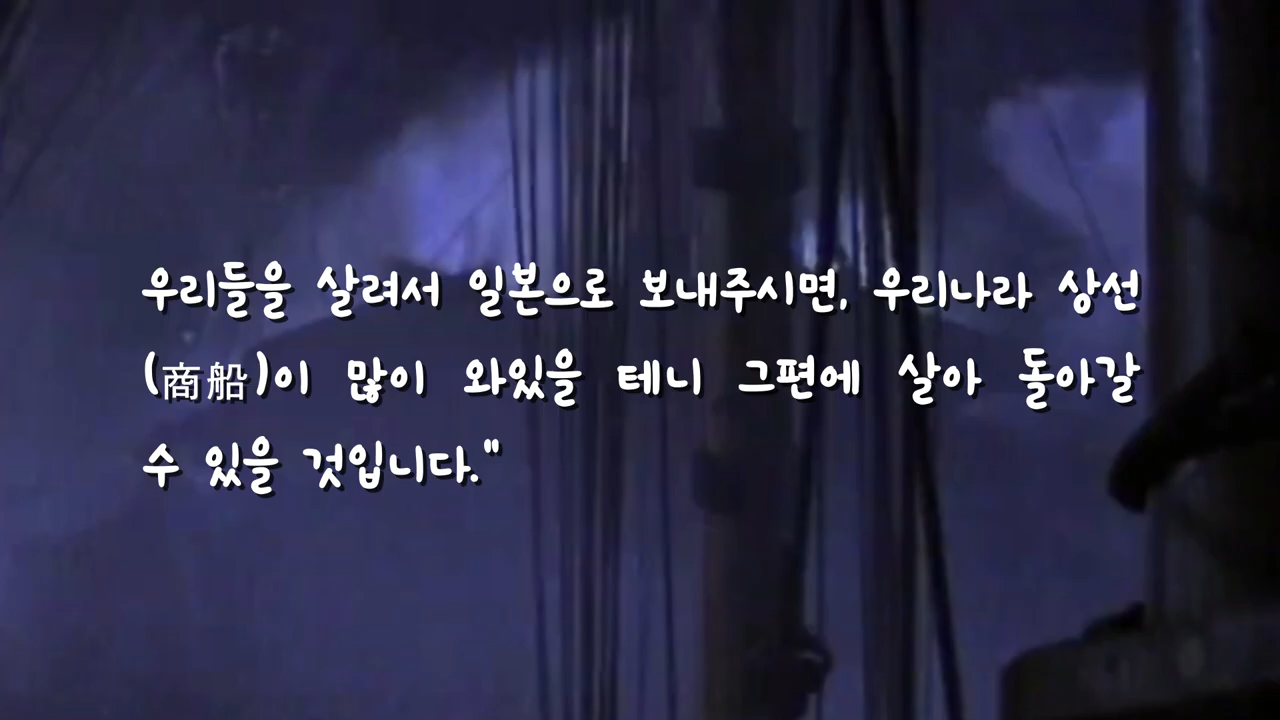 우리들을 살려서 일본으로 보내주시면, 우리나라 상선
(商船)이 많이 와있을 테니 그편에 살아 돌아갈
수 있을 것입니다."